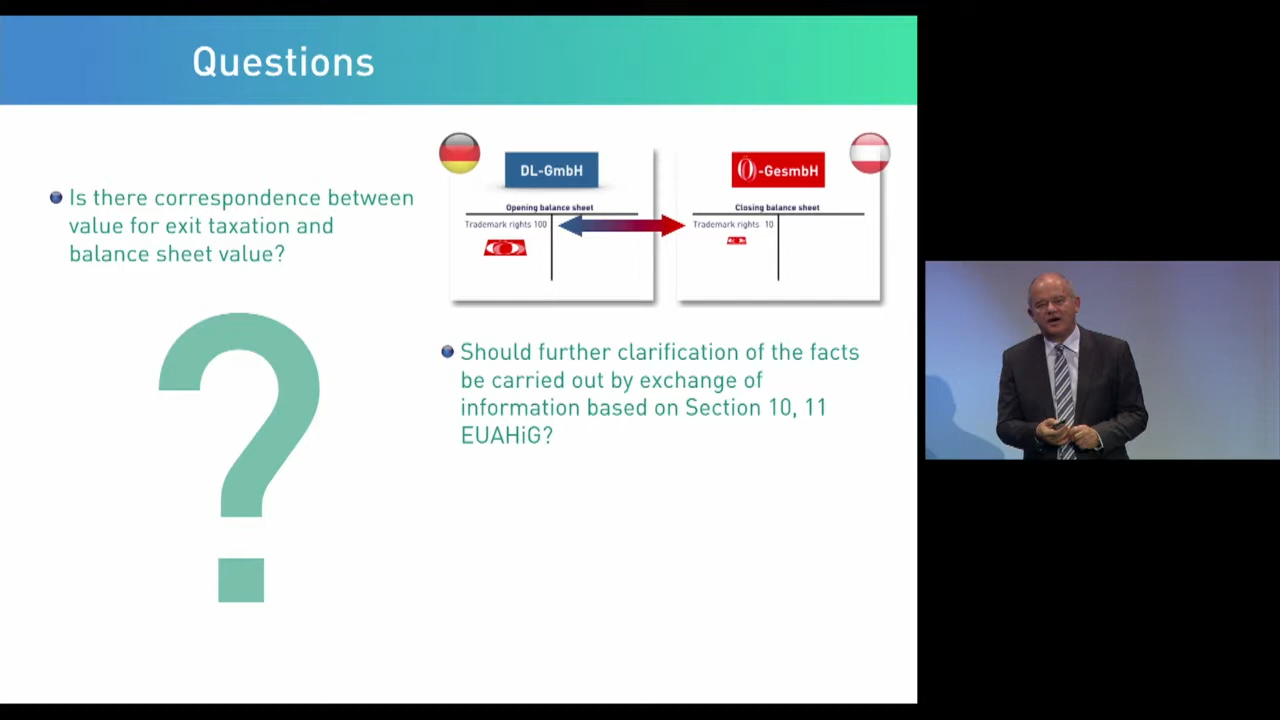 Questions
Is there correspondence between
value for exit taxation and
balance sheet value?
?
DL-GmbH
Opening balance sheet
Trademark rights 100
Ö-GesmbH
Closing balance sheet
Trademark rights 10
Should further clarification of the facts
be carried out by exchange of
information based on Section 10, 11
EUAHiG?